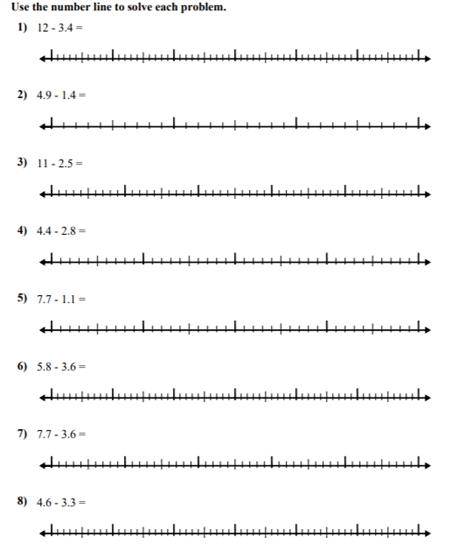 Use the number line to solve each problem.
1) 12 - 3.4 =
2) 4.9 - 1.4 =
3) 11 - 2.5 =
4) 4.4 - 2.8 =
5) 7.7 - 1.1 =
6) 5.8 - 3.6 =
7) 7.7 - 3.6 =
8) 4.6 - 3.3 =